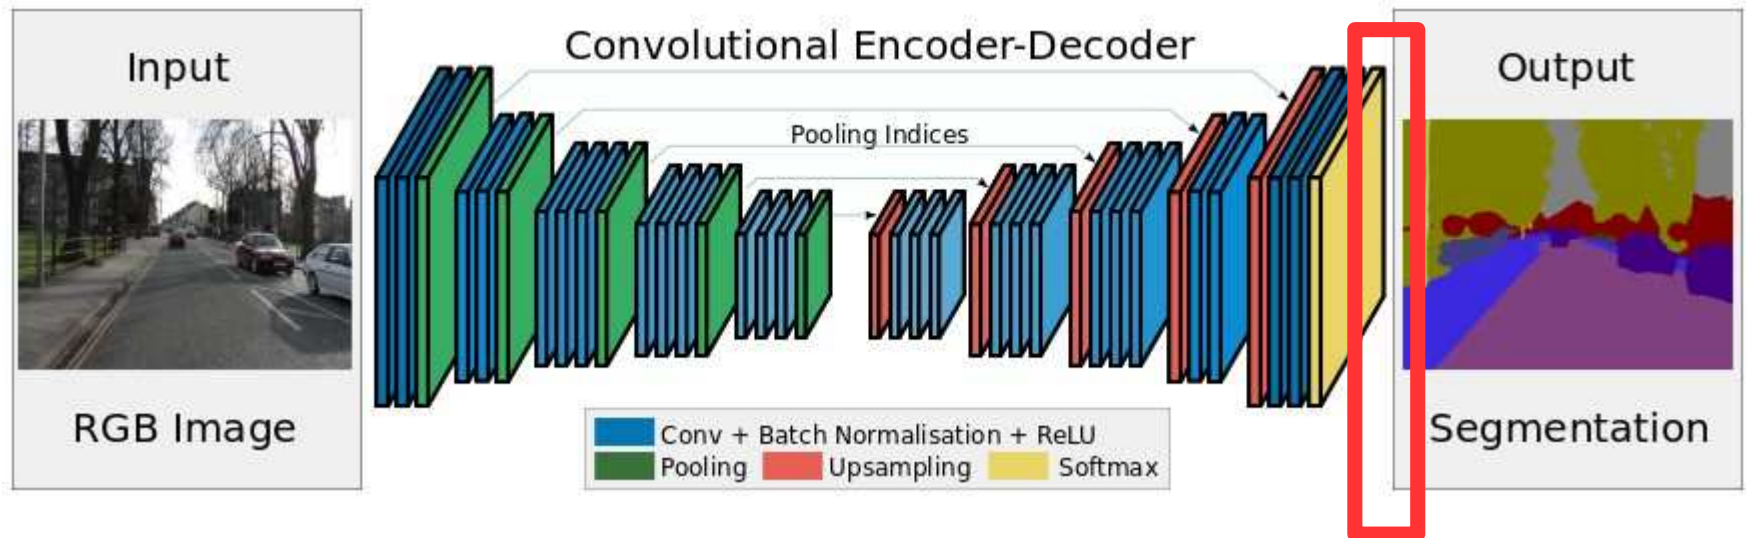 Input
RGB Image
Convolutional Encoder-Decoder
Pooling Indices
Conv + Batch Normalisation + ReLU
Pooling
Upsampling
Softmax
Output
Segmentation